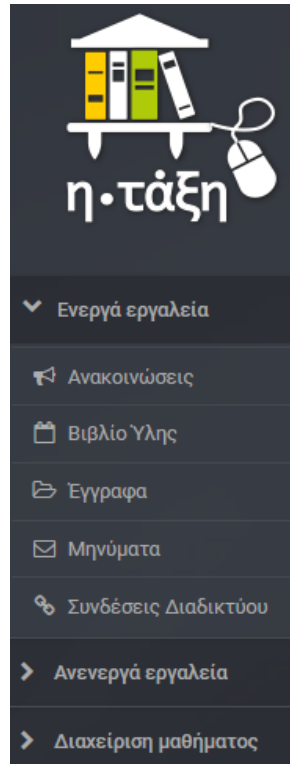 η·τάξη
Ενεργά εργαλεία
Ανακοινώσεις
Βιβλίο Ύλης
Έγγραφα
Μηνύματα
Συνδέσεις Διαδικτύου
Ανενεργά εργαλεία
Διαχείριση μαθήματος